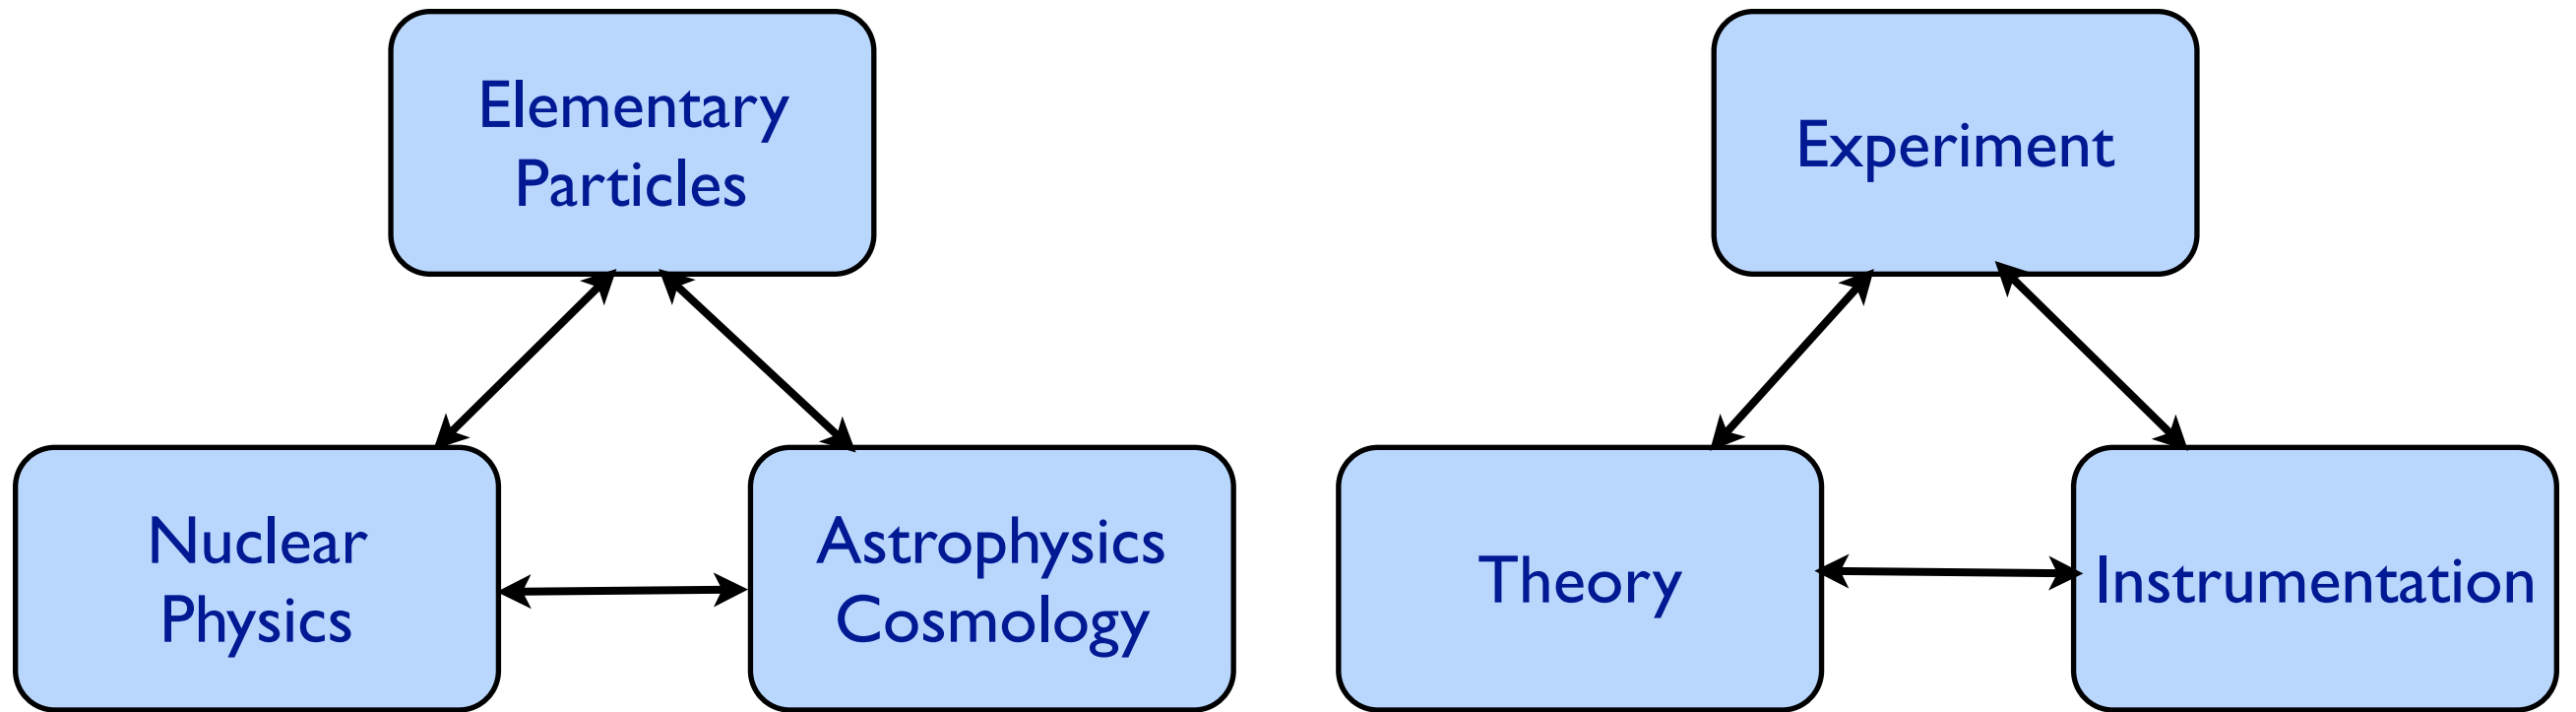 Elementary
Particles
Nuclear
Physics
Astrophysics
Cosmology
Experiment
Theory
Instrumentation